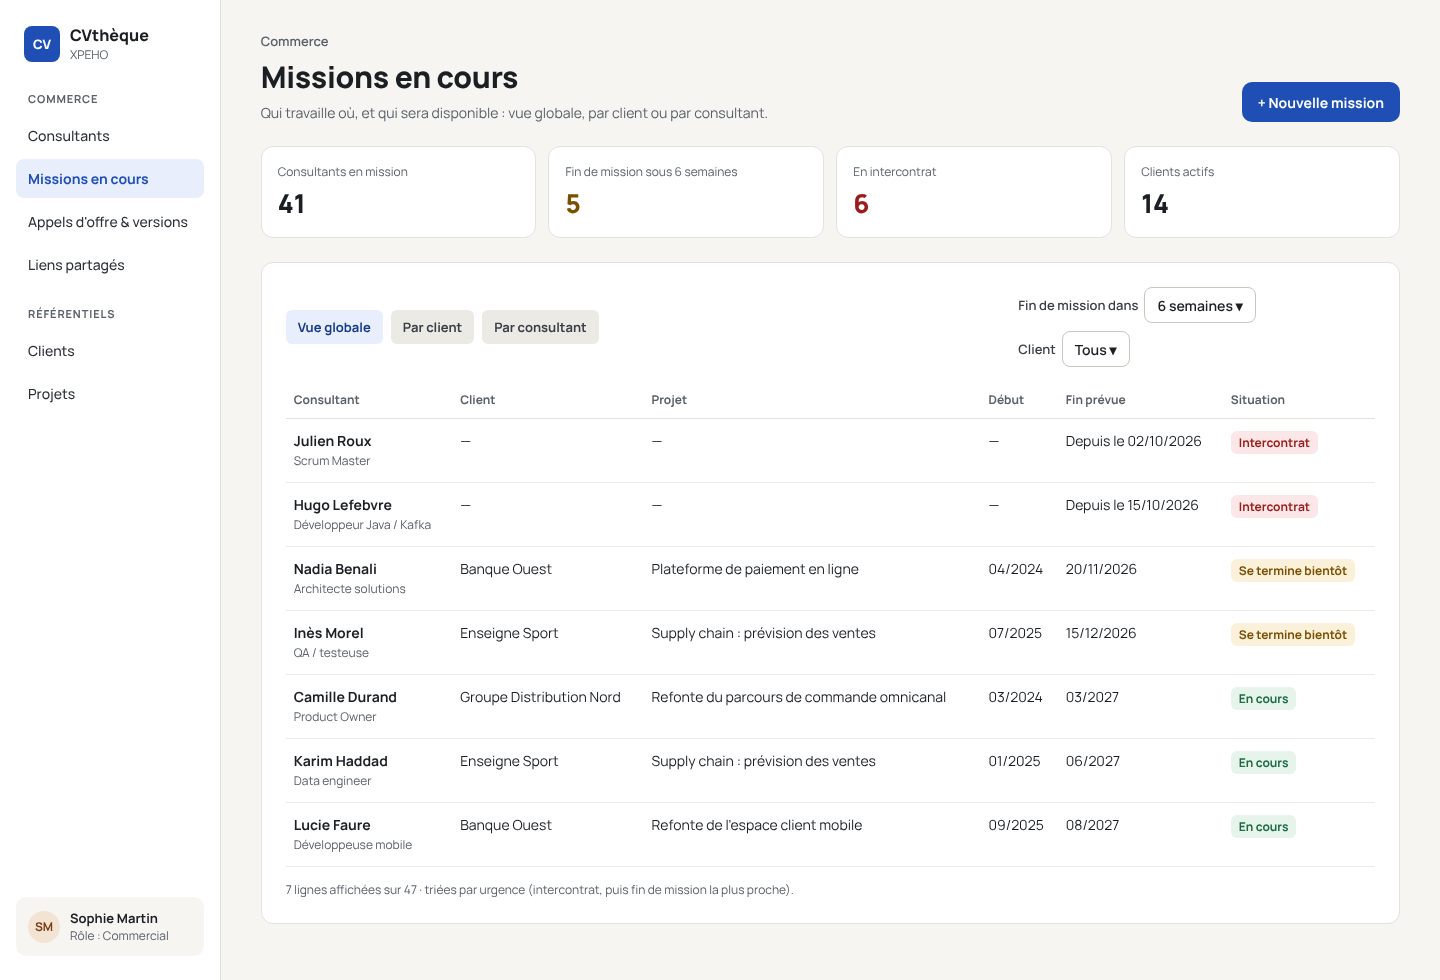 CV
CVthèque
XPEHO
COMMERCE
Consultants
Missions en cours
Appels d'offre & versions
Liens partagés
RÉFÉRENTIELS
Clients
Projets
SM
Sophie Martin
Rôle : Commercial
Commerce
Missions en cours
Qui travaille où, et qui sera disponible : vue globale, par client ou par consultant.
+ Nouvelle mission
Consultants en mission
41
Fin de mission sous 6 semaines
5
En intercontrat
6
Clients actifs
14
Vue globale Par client Par consultant
Fin de mission dans 6 semaines ▾
Client Tous ▾
Consultant Client Projet Début Fin prévue Situation
Julien Roux — — — Depuis le 02/10/2026 Intercontrat
Scrum Master
Hugo Lefebvre — — — Depuis le 15/10/2026 Intercontrat
Développeur Java / Kafka
Nadia Benali Banque Ouest Plateforme de paiement en ligne 04/2024 20/11/2026 Se termine bientôt
Architecte solutions
Inès Morel Enseigne Sport Supply chain : prévision des ventes 07/2025 15/12/2026 Se termine bientôt
QA / testeuse
Camille Durand Groupe Distribution Nord Refonte du parcours de commande omnicanal 03/2024 03/2027 En cours
Product Owner
Karim Haddad Enseigne Sport Supply chain : prévision des ventes 01/2025 06/2027 En cours
Data engineer
Lucie Faure Banque Ouest Refonte de l'espace client mobile 09/2025 08/2027 En cours
Développeuse mobile
7 lignes affichées sur 47 · triées par urgence (intercontrat, puis fin de mission la plus proche).